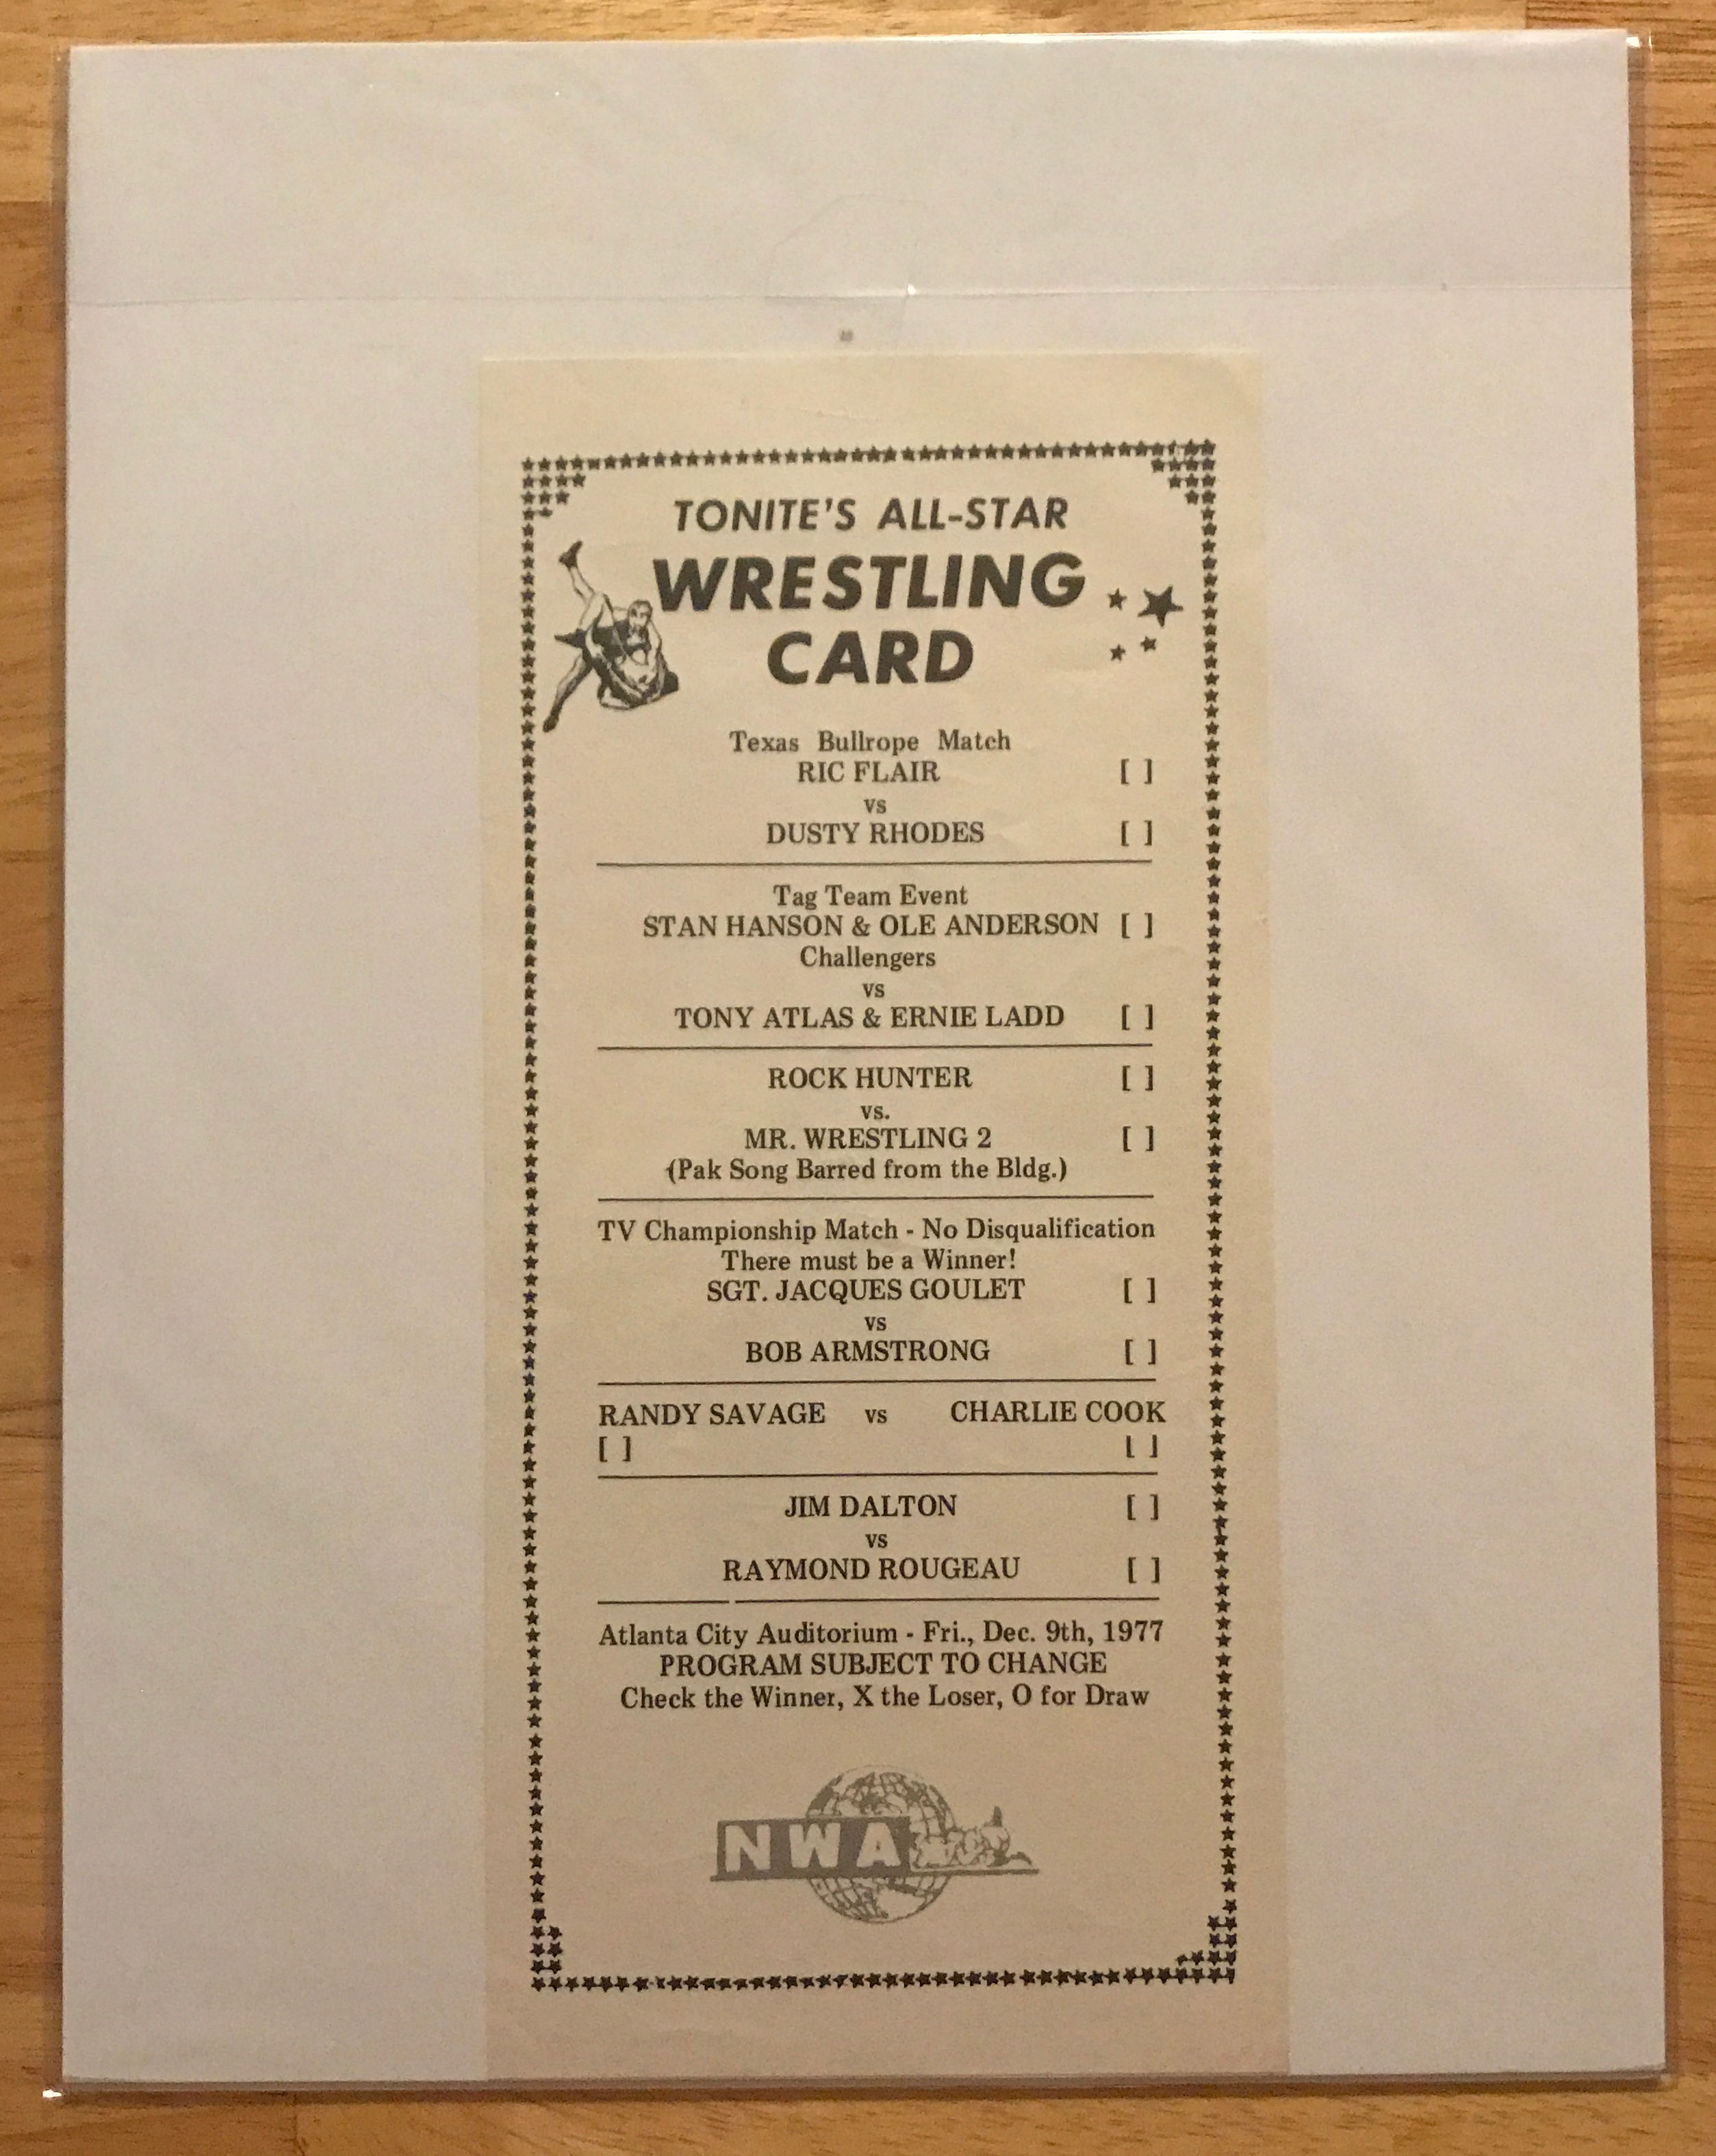 TONITE'S ALL-STAR
WRESTLING
CARD
Texas Bullrope Match
RIC FLAIR [ ]
vs
DUSTY RHODES [ ]
Tag Team Event
STAN HANSON & OLE ANDERSON [ ]
Challengers
vs
TONY ATLAS & ERNIE LADD [ ]
ROCK HUNTER [ ]
vs.
MR. WRESTLING 2 [ ]
(Pak Song Barred from the Bldg.)
TV Championship Match - No Disqualification
There must be a Winner!
SGT. JACQUES GOULET [ ]
vs
BOB ARMSTRONG [ ]
RANDY SAVAGE vs CHARLIE COOK
[ ] [ ]
JIM DALTON [ ]
vs
RAYMOND ROUGEAU [ ]
Atlanta City Auditorium - Fri., Dec. 9th, 1977
PROGRAM SUBJECT TO CHANGE
Check the Winner, X the Loser, O for Draw
NWA